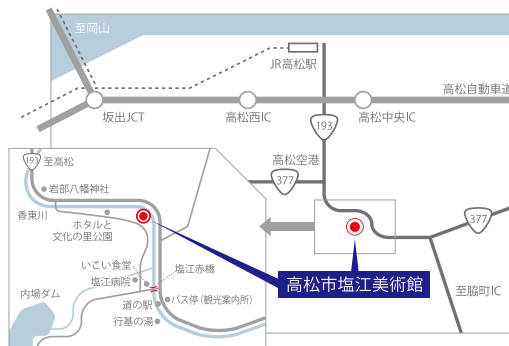 至岡山
JR高松駅
高松自動車道
坂出JCT
高松西IC
高松中央IC
193
高松空港
377
377
至脇町IC
高松市塩江美術館
193
至高松
岩部八幡神社
香東川
ホタルと
文化の里公園
いこい食堂
塩江病院
塩江赤橋
内場ダム
道の駅
バス停（観光案内所）
行基の湯